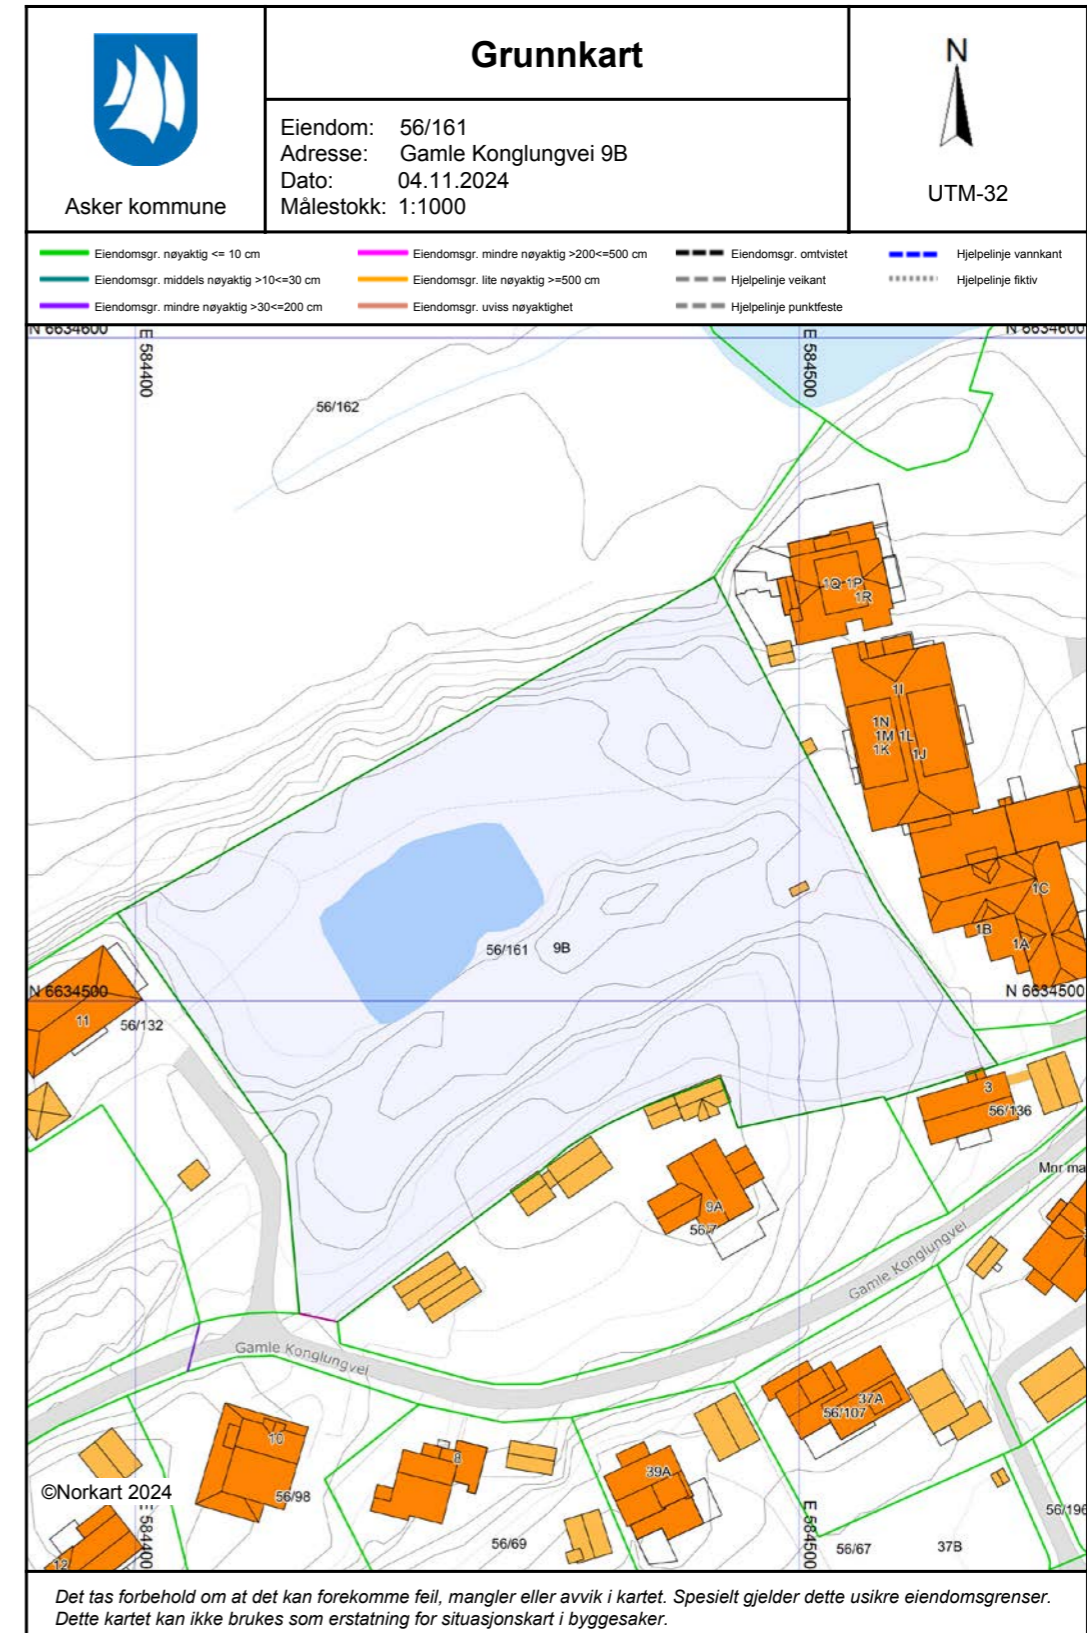 Grunnkart
Asker kommune
Eiendom: 56/161
Adresse: Gamle Konglungvei 9B
Dato: 04.11.2024
Målestokk: 1:1000
N
UTM-32
Eiendomsgr. nøyaktig <= 10 cm
Eiendomsgr. middels nøyaktig >10<=30 cm
Eiendomsgr. mindre nøyaktig >30<=200 cm
Eiendomsgr. mindre nøyaktig >200<=500 cm
Eiendomsgr. lite nøyaktig >=500 cm
Eiendomsgr. uviss nøyaktighet
Eiendomsgr. omtvistet
Hjelpelinje veikant
Hjelpelinje punktfeste
Hjelpelinje vannkant
Hjelpelinje fiktiv
N 6634600
E 584400
E 584500
N 6634600
56/162
1Q 1P
1R
1I
1N
1M 1L
1K
1J
1C
1B
1A
56/161
9B
N 6634500
N 6634500
11
56/132
3
56/136
Mnr ma
9A
56/7
Gamle Konglungvei
Gamle Konglungvei
37A
56/107
10
8
39A
©Norkart 2024
56/98
56/69
E 584400
E 584500
56/67
37B
56/196
12
Det tas forbehold om at det kan forekomme feil, mangler eller avvik i kartet. Spesielt gjelder dette usikre eiendomsgrenser.
Dette kartet kan ikke brukes som erstatning for situasjonskart i byggesaker.